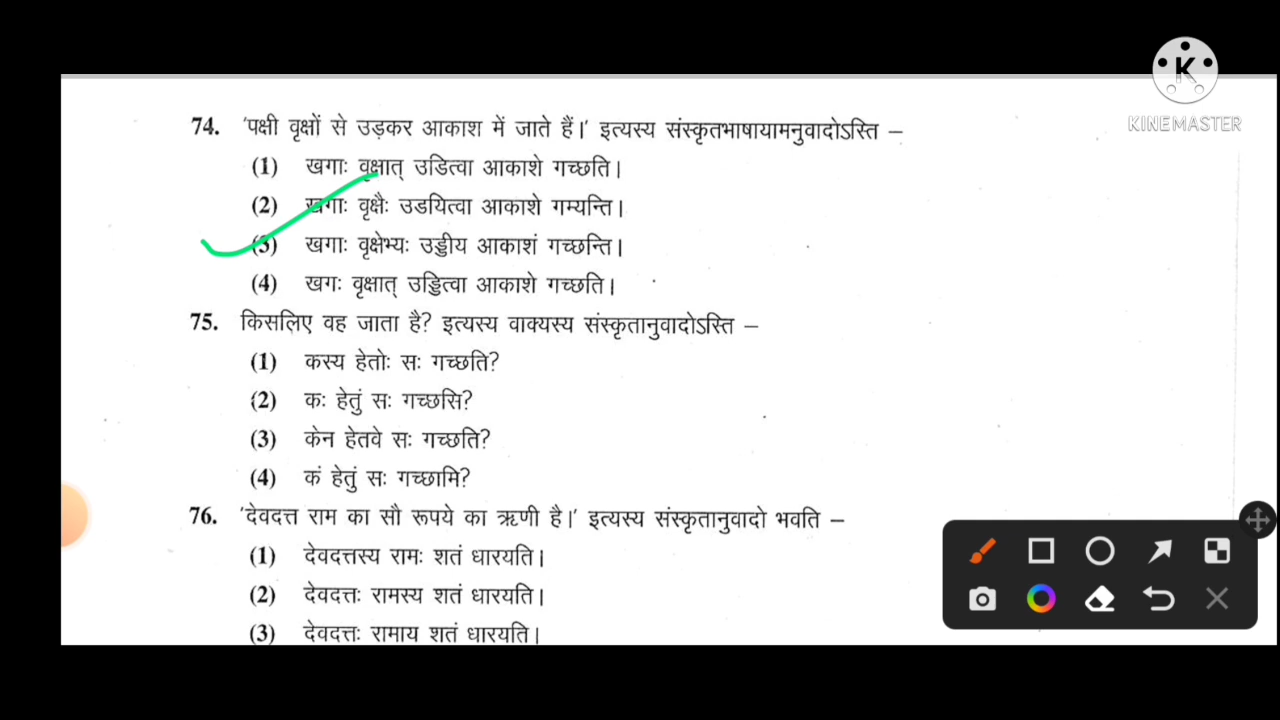 KINEMASTER
74. 'पक्षी वृक्षों से उड़कर आकाश में जाते हैं।' इत्यस्य संस्कृतभाषायामनुवादोऽस्ति –
(1) खगाः वृक्षात् उडित्वा आकाशे गच्छति।
(2) खगाः वृक्षैः उडयित्वा आकाशे गम्यन्ति।
(3) खगाः वृक्षेभ्यः उड्डीय आकाशं गच्छन्ति।
(4) खगः वृक्षात् उड्डित्वा आकाशे गच्छति।
75. किसलिए वह जाता है? इत्यस्य वाक्यस्य संस्कृतानुवादोऽस्ति –
(1) कस्य हेतोः सः गच्छति?
(2) कः हेतुं सः गच्छसि?
(3) केन हेतवे सः गच्छति?
(4) कं हेतुं सः गच्छामि?
76. 'देवदत्त राम का सौ रूपये का ऋणी है।' इत्यस्य संस्कृतानुवादो भवति –
(1) देवदत्तस्य रामः शतं धारयति।
(2) देवदत्तः रामस्य शतं धारयति।
(3) देवदत्तः रामाय शतं धारयति।